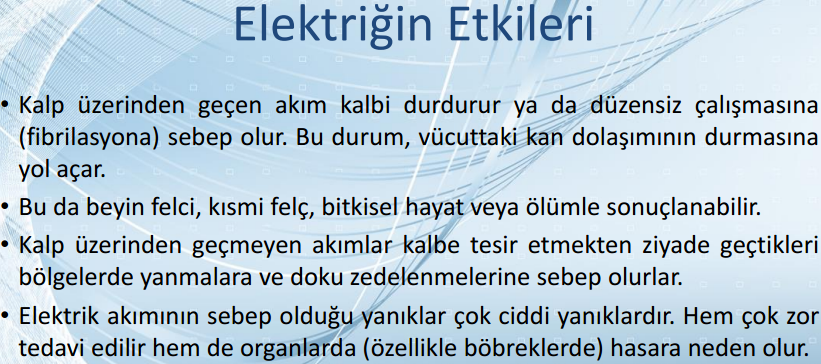 Elektriğin Etkileri
• Kalp üzerinden geçen akım kalbi durdurur ya da düzensiz çalışmasına
(fibrilasyona) sebep olur. Bu durum, vücuttaki kan dolaşımının durmasına
yol açar.
• Bu da beyin felci, kısmi felç, bitkisel hayat veya ölümle sonuçlanabilir.
• Kalp üzerinden geçmeyen akımlar kalbe tesir etmekten ziyade geçtikleri
bölgelerde yanmalara ve doku zedelenmelerine sebep olurlar.
• Elektrik akımının sebep olduğu yanıklar çok ciddi yanıklardır. Hem çok zor
tedavi edilir hem de organlarda (özellikle böbreklerde) hasara neden olur.